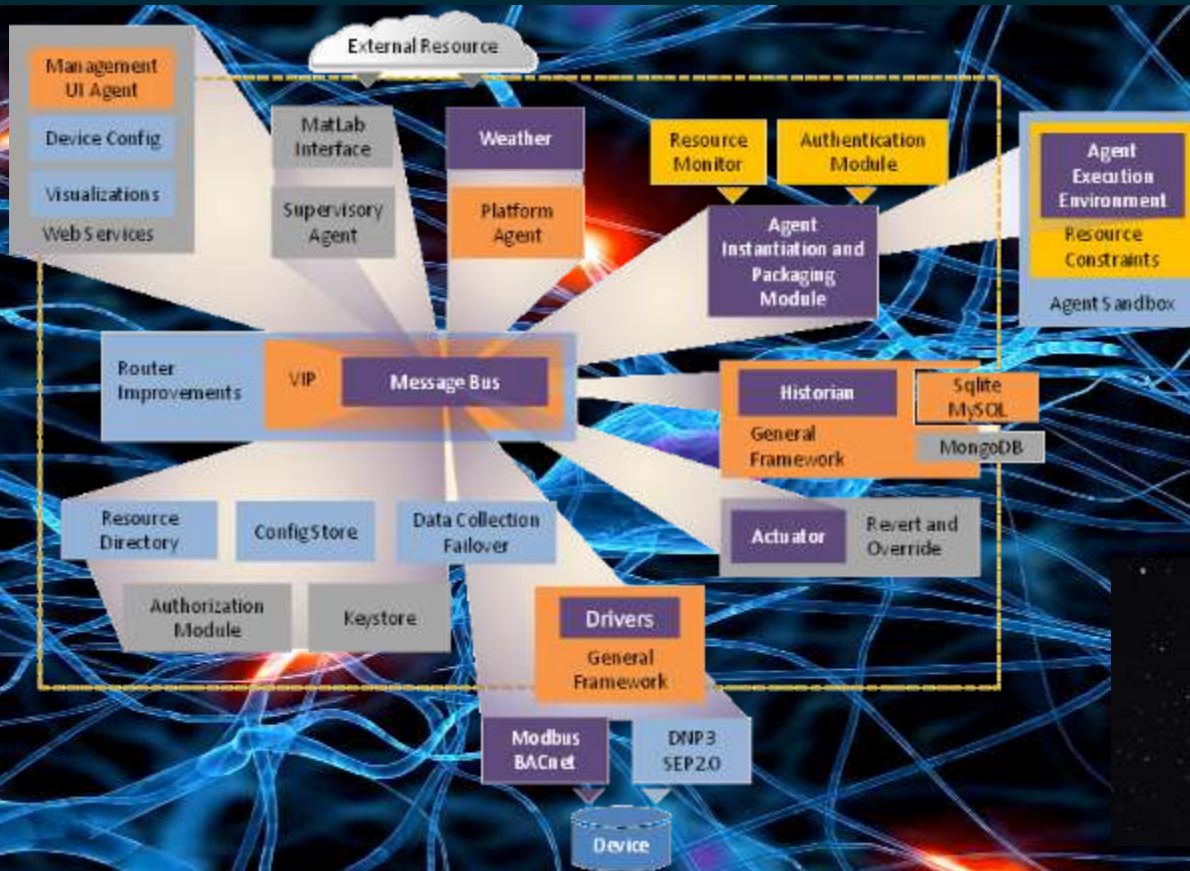 External Resource
Management
UI Agent
Device Config
Visualizations
Web Services
MatLab
Interface
Supervisory
Agent
Weather
Platform
Agent
Resource
Monitor
Authentication
Module
Agent
Instantiation and
Packaging
Module
Agent
Execution
Environment
Resource
Constraints
Agent Sandbox
Router
Improvements
VIP
Message Bus
Historian
General
Framework
Sqlite
MySQL
MongoDB
Resource
Directory
ConfigStore
Data Collection
Failover
Actuator
Revert and
Override
Authorization
Module
Keystore
Drivers
General
Framework
Modbus
BACnet
DNP3
SEP2.0
Device